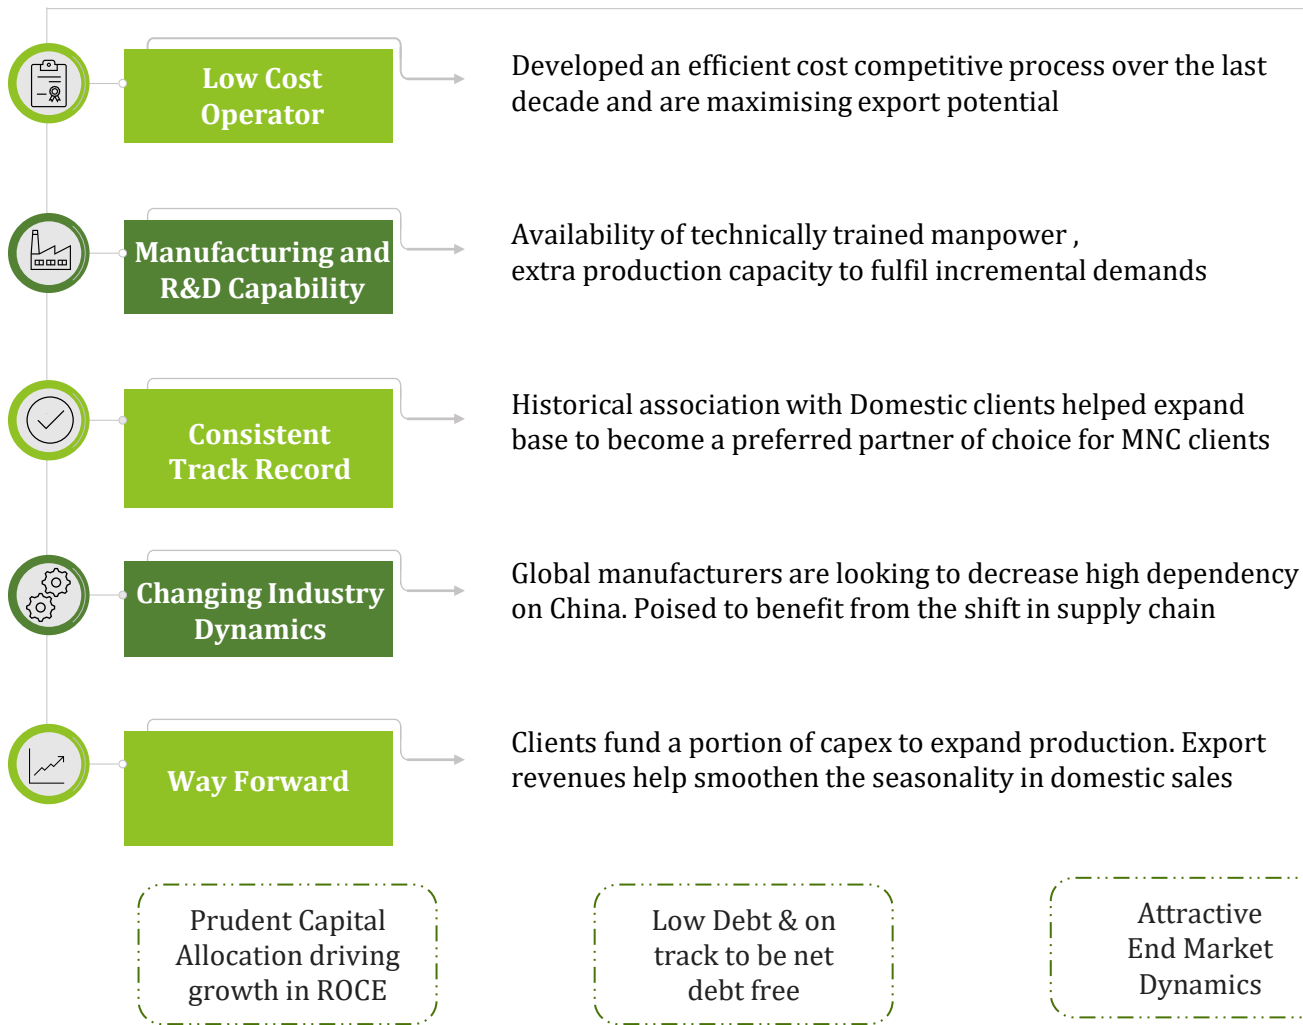 Low Cost
Operator
Developed an efficient cost competitive process over the last
decade and are maximising export potential
Manufacturing and
R&D Capability
Availability of technically trained manpower ,
extra production capacity to fulfil incremental demands
Consistent
Track Record
Historical association with Domestic clients helped expand
base to become a preferred partner of choice for MNC clients
Changing Industry
Dynamics
Global manufacturers are looking to decrease high dependency
on China. Poised to benefit from the shift in supply chain
Way Forward
Clients fund a portion of capex to expand production. Export
revenues help smoothen the seasonality in domestic sales
Prudent Capital
Allocation driving
growth in ROCE
Low Debt & on
track to be net
debt free
Attractive
End Market
Dynamics